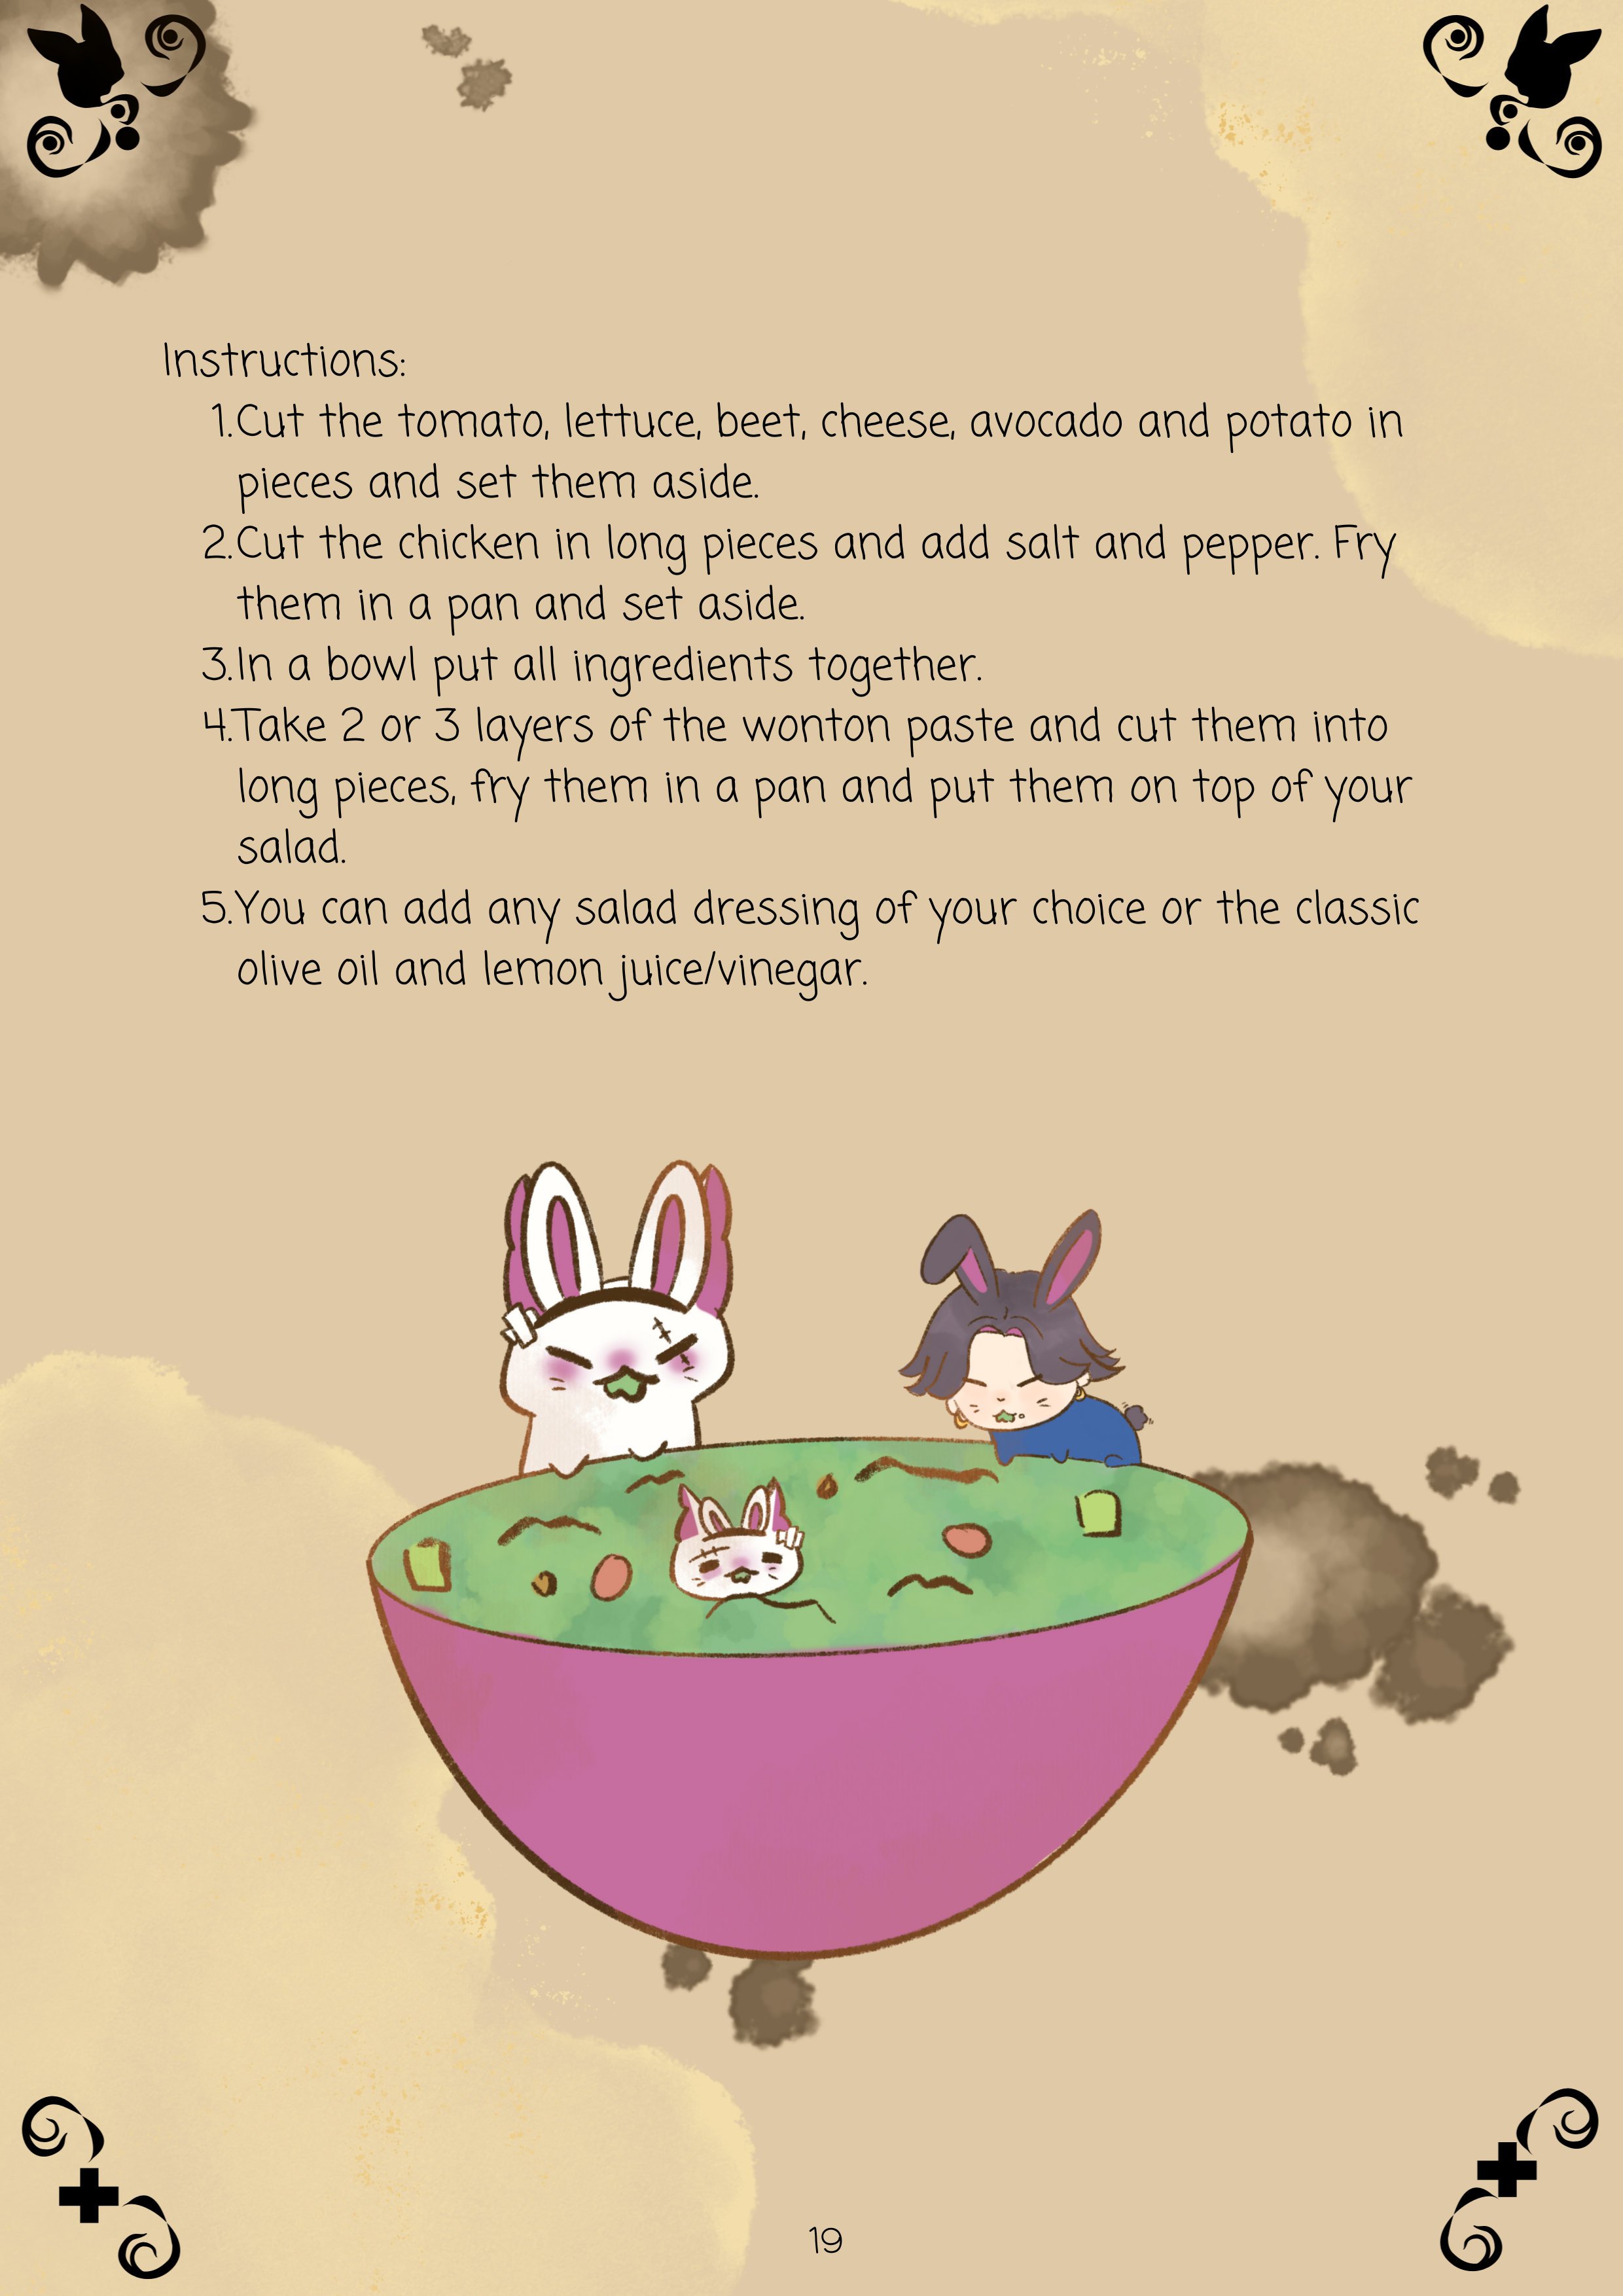 Instructions:
1.Cut the tomato, lettuce, beet, cheese, avocado and potato in
pieces and set them aside.
2.Cut the chicken in long pieces and add salt and pepper. Fry
them in a pan and set aside.
3.In a bowl put all ingredients together.
4.Take 2 or 3 layers of the wonton paste and cut them into
long pieces, fry them in a pan and put them on top of your
salad.
5.You can add any salad dressing of your choice or the classic
olive oil and lemon juice/vinegar.
19